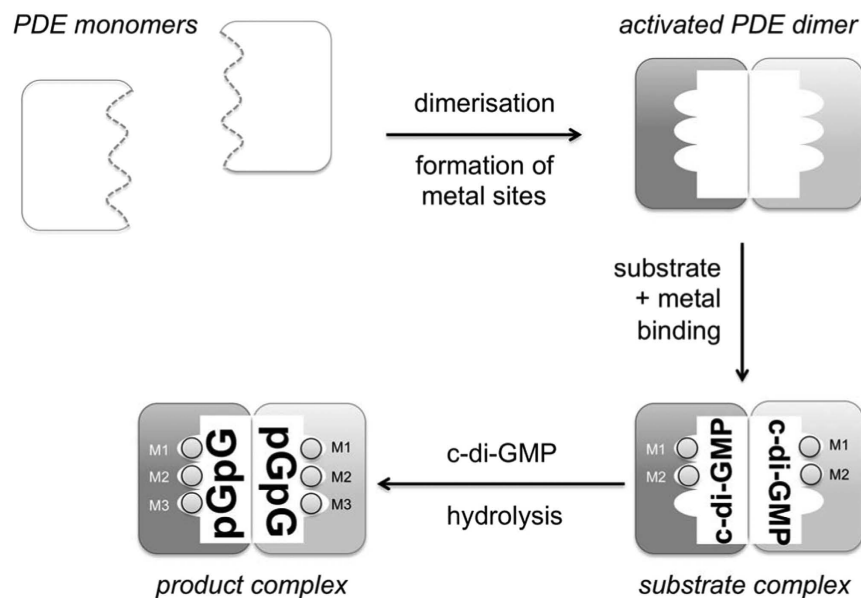 PDE monomers
activated PDE dimer
dimerisation
formation of
metal sites
substrate
+ metal
binding
M1
M2
M3
pGpG
pGpG
M1
M2
M3
c-di-GMP
hydrolysis
M1
M2
c-di-GMP
c-di-GMP
M1
M2
product complex
substrate complex